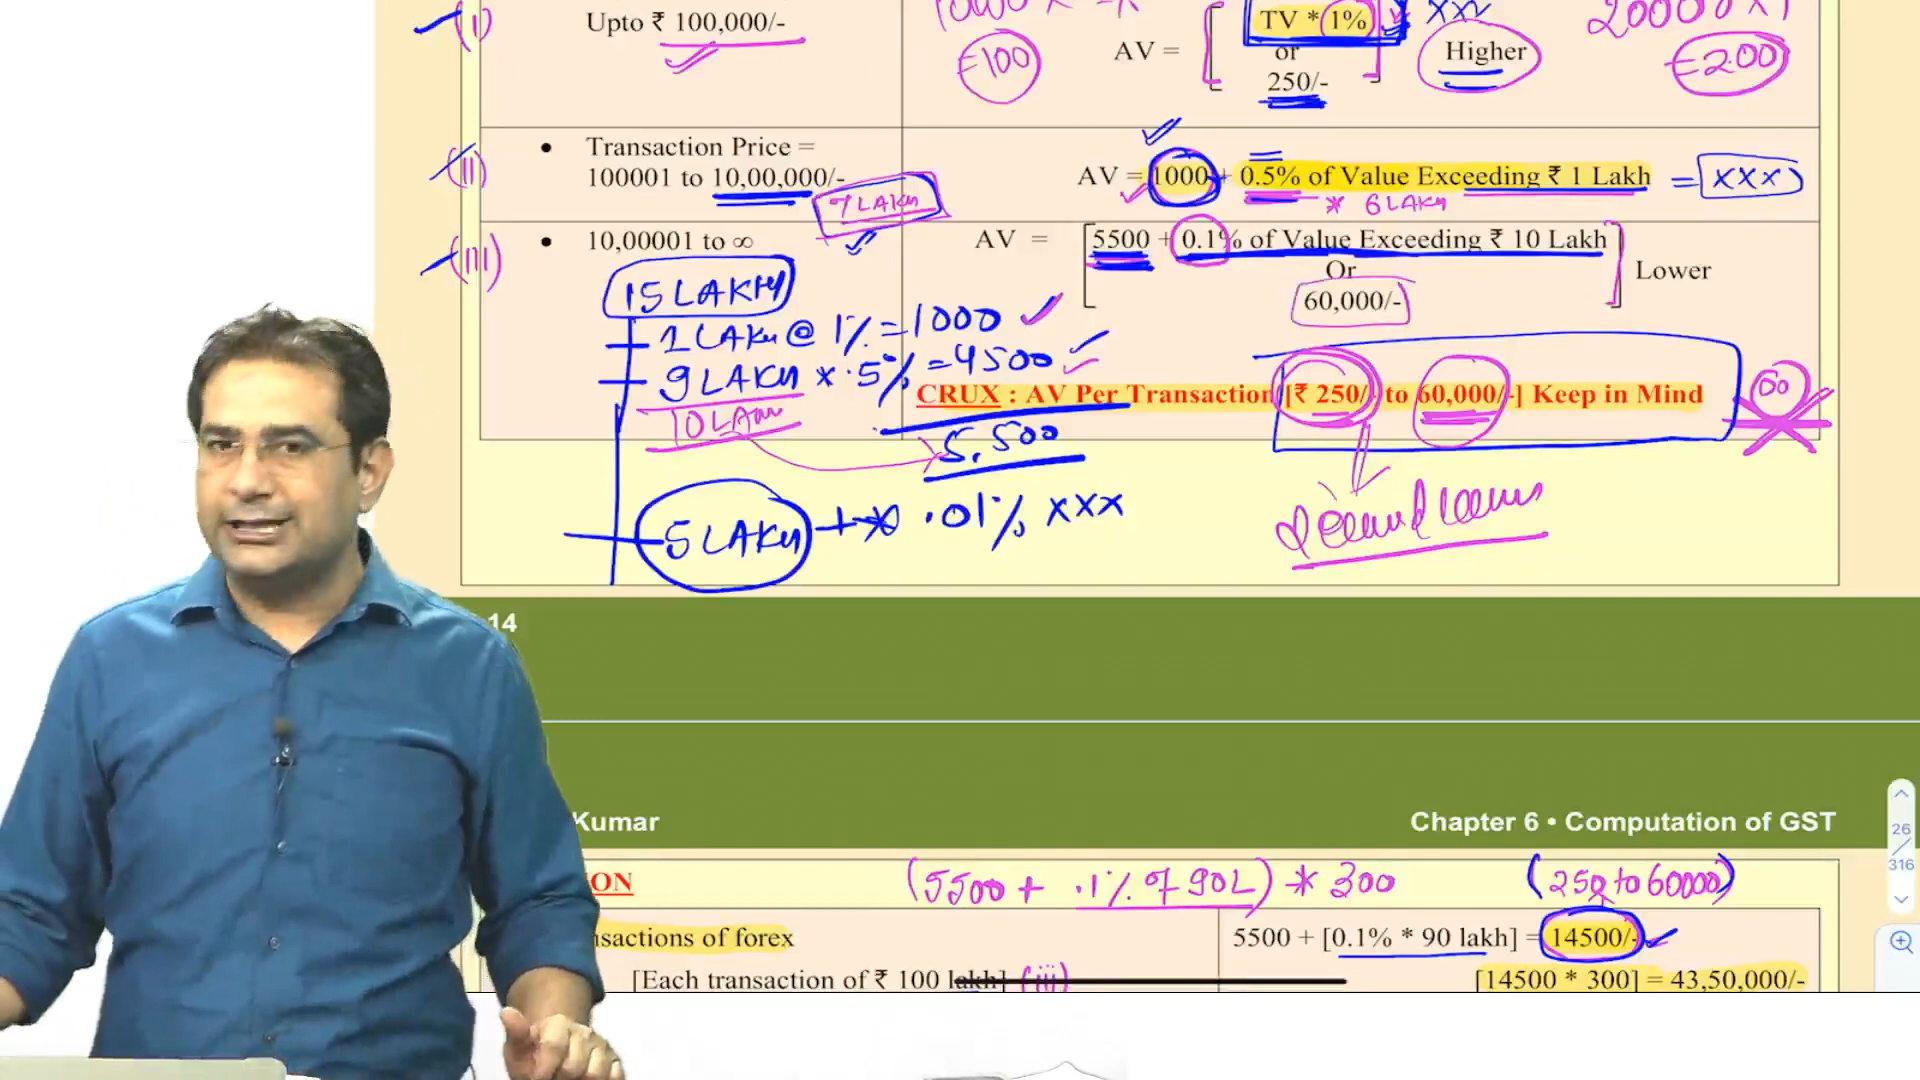 (i) Upto ₹ 100,000/- AV = [ TV * 1% xxx
or Higher
250/- ]
=100
20000 x 1
=200
(ii) • Transaction Price =
100001 to 10,00,000/- AV = 1000 + 0.5% of Value Exceeding ₹ 1 Lakh = xxx
7 LAKH * 6 LAKH
(iii) • 10,00001 to ∞ AV = [ 5500 + 0.1% of Value Exceeding ₹ 10 Lakh
Or ] Lower
60,000/-
15 LAKH
1 LAKH @ 1% = 1000
9 LAKH * .5% = 4500
10 LAKH
5,500
CRUX : AV Per Transaction [₹ 250/- to 60,000/-] Keep in Mind
∞
5 LAKH + * .01% xxx
14
Kumar Chapter 6 • Computation of GST
26
316
ON (5500 + .1% of 90L) * 300 (250 to 60000)
nsactions of forex 5500 + [0.1% * 90 lakh] = 14500/-
[Each transaction of ₹ 100 lakh] (iii) [14500 * 300] = 43,50,000/-